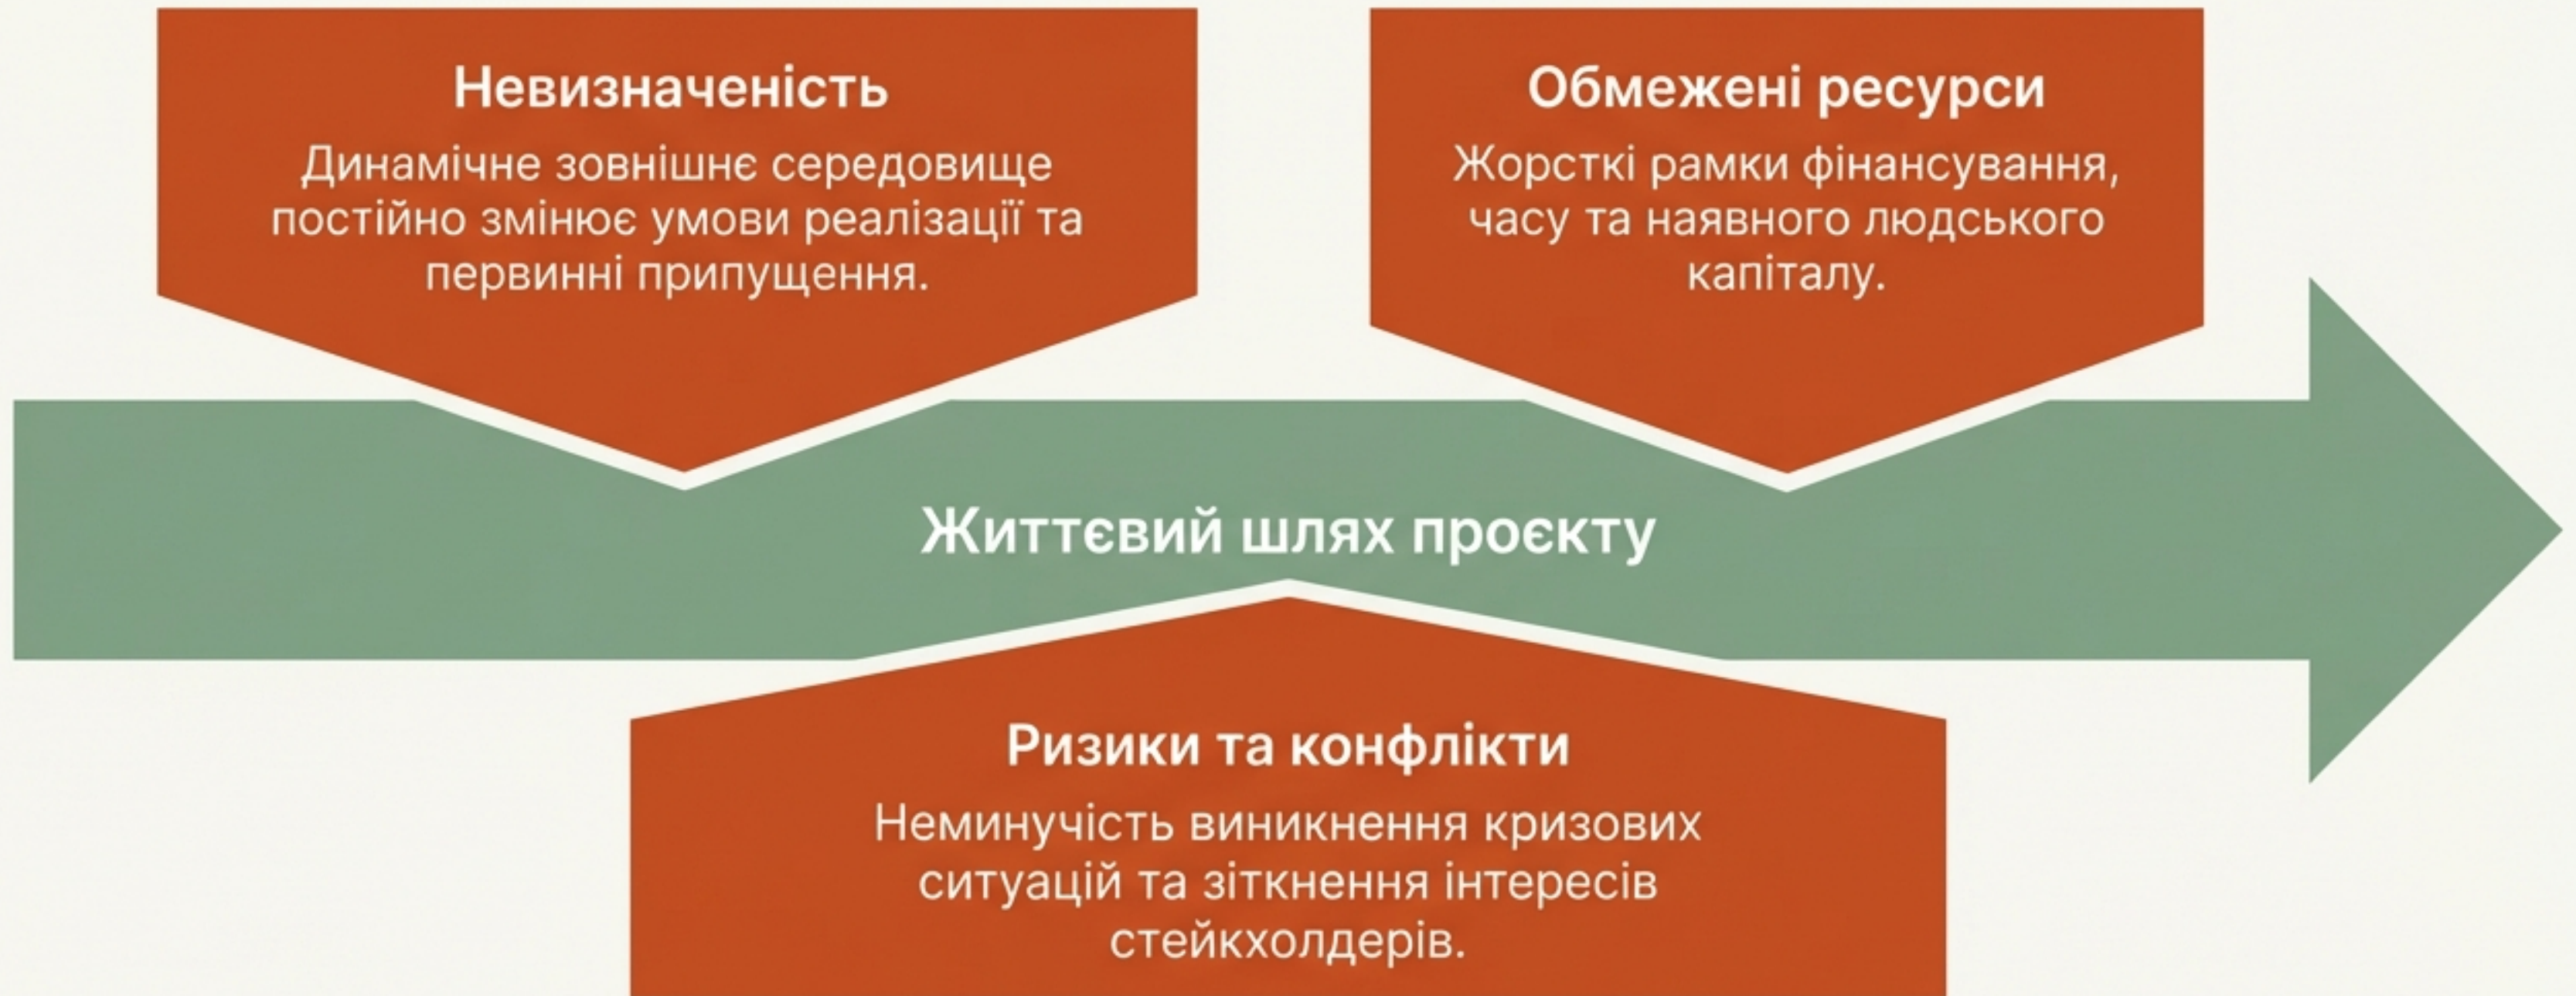 Невизначеність
Динамічне зовнішнє середовище
постійно змінює умови реалізації та
первинні припущення.
Обмежені ресурси
Жорсткі рамки фінансування,
часу та наявного людського
капіталу.
Життєвий шлях проєкту
Ризики та конфлікти
Неминучість виникнення кризових
ситуацій та зіткнення інтересів
стейкхолдерів.